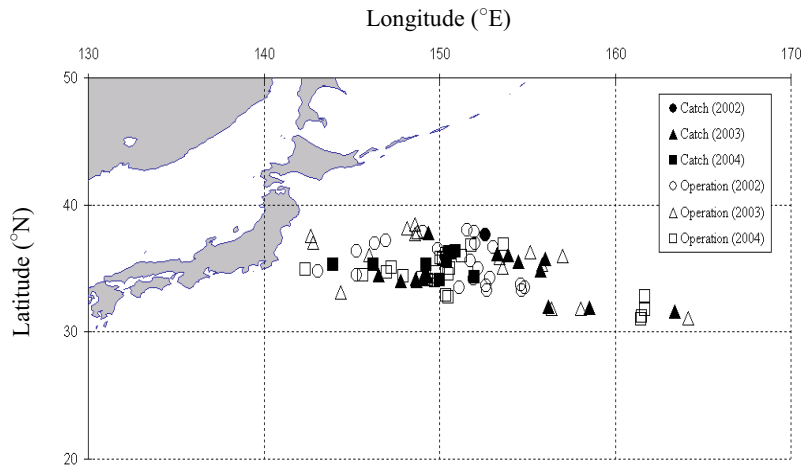 Longitude (°E)
130 140 150 160 170
50
40
30
20
Latitude (°N)
Catch (2002)
Catch (2003)
Catch (2004)
Operation (2002)
Operation (2003)
Operation (2004)